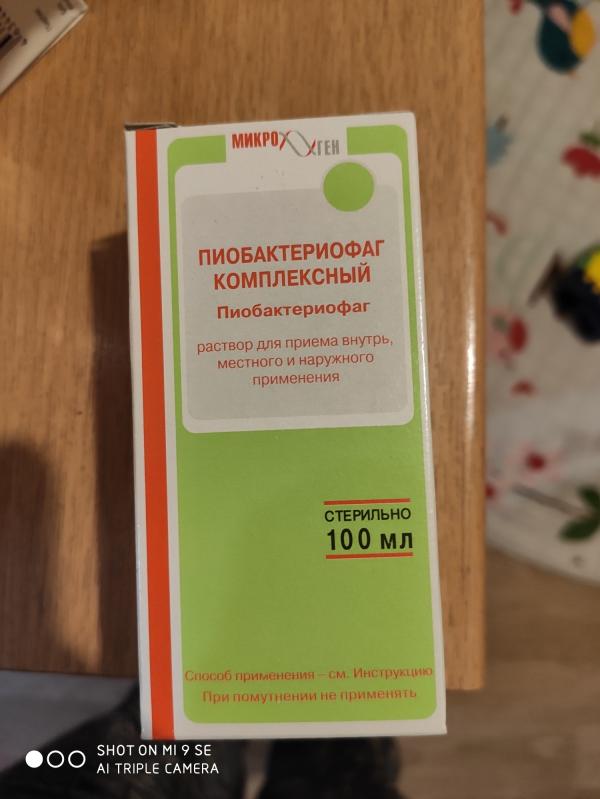 МИКРОГЕН
ПИОБАКТЕРИОФАГ
КОМПЛЕКСНЫЙ
Пиобактериофаг
раствор для приема внутрь,
местного и наружного
применения
СТЕРИЛЬНО
100 мл
Способ применения – см. Инструкцию
При помутнении не применять
SHOT ON MI 9 SE
AI TRIPLE CAMERA